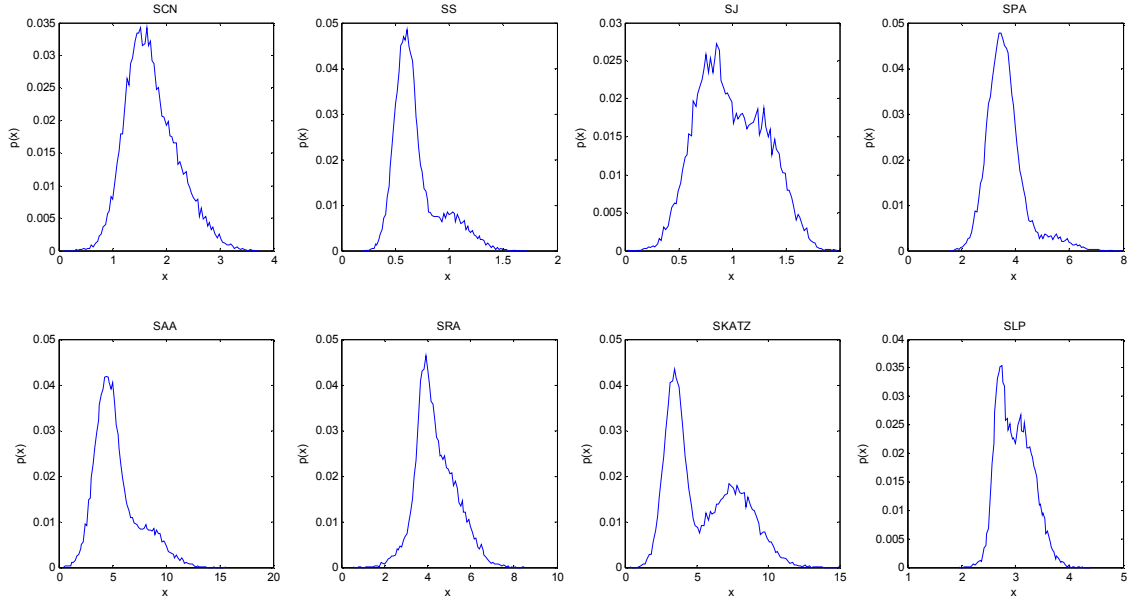 SCN
0.035
0.03
0.025
0.02
0.015
0.01
0.005
0
p(x)
0 1 2 3 4
x
SS
0.05
0.04
0.03
0.02
0.01
0
p(x)
0 0.5 1 1.5 2
x
SJ
0.03
0.025
0.02
0.015
0.01
0.005
0
p(x)
0 0.5 1 1.5 2
x
SPA
0.05
0.04
0.03
0.02
0.01
0
p(x)
0 2 4 6 8
x
SAA
0.05
0.04
0.03
0.02
0.01
0
p(x)
0 5 10 15 20
x
SRA
0.05
0.04
0.03
0.02
0.01
0
p(x)
0 2 4 6 8 10
x
SKATZ
0.05
0.04
0.03
0.02
0.01
0
p(x)
0 5 10 15
x
SLP
0.04
0.035
0.03
0.025
0.02
0.015
0.01
0.005
0
p(x)
1 2 3 4 5
x